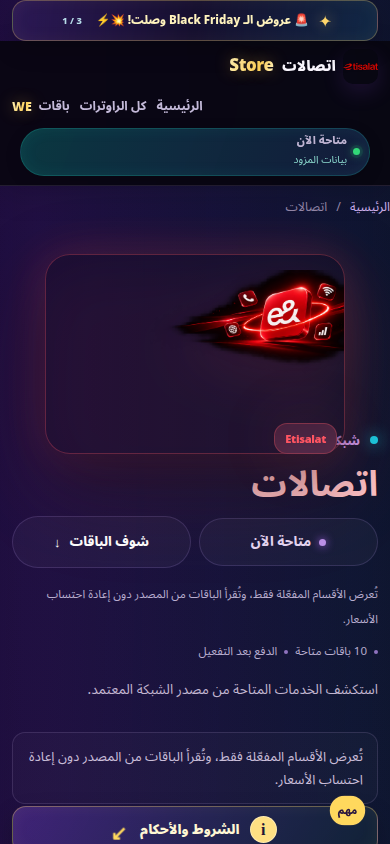 ✦ 🚨 عروض الـ Black Friday وصلت! 💥⚡ 1 / 3
etisalat اتصالات Store
الرئيسية كل الراوترات باقات WE
متاحة الآن
بيانات المزود
الرئيسية / اتصالات
e&
Etisalat
اتصالات
متاحة الآن
شوف الباقات ↓
تُعرض الأقسام المفعّلة فقط، وتُقرأ الباقات من المصدر دون إعادة احتساب
الأسعار.
• 10 باقات متاحة • الدفع بعد التفعيل
استكشف الخدمات المتاحة من مصدر الشبكة المعتمد.
تُعرض الأقسام المفعّلة فقط، وتُقرأ الباقات من المصدر دون إعادة
احتساب الأسعار.
مهم
i الشروط والأحكام ↙